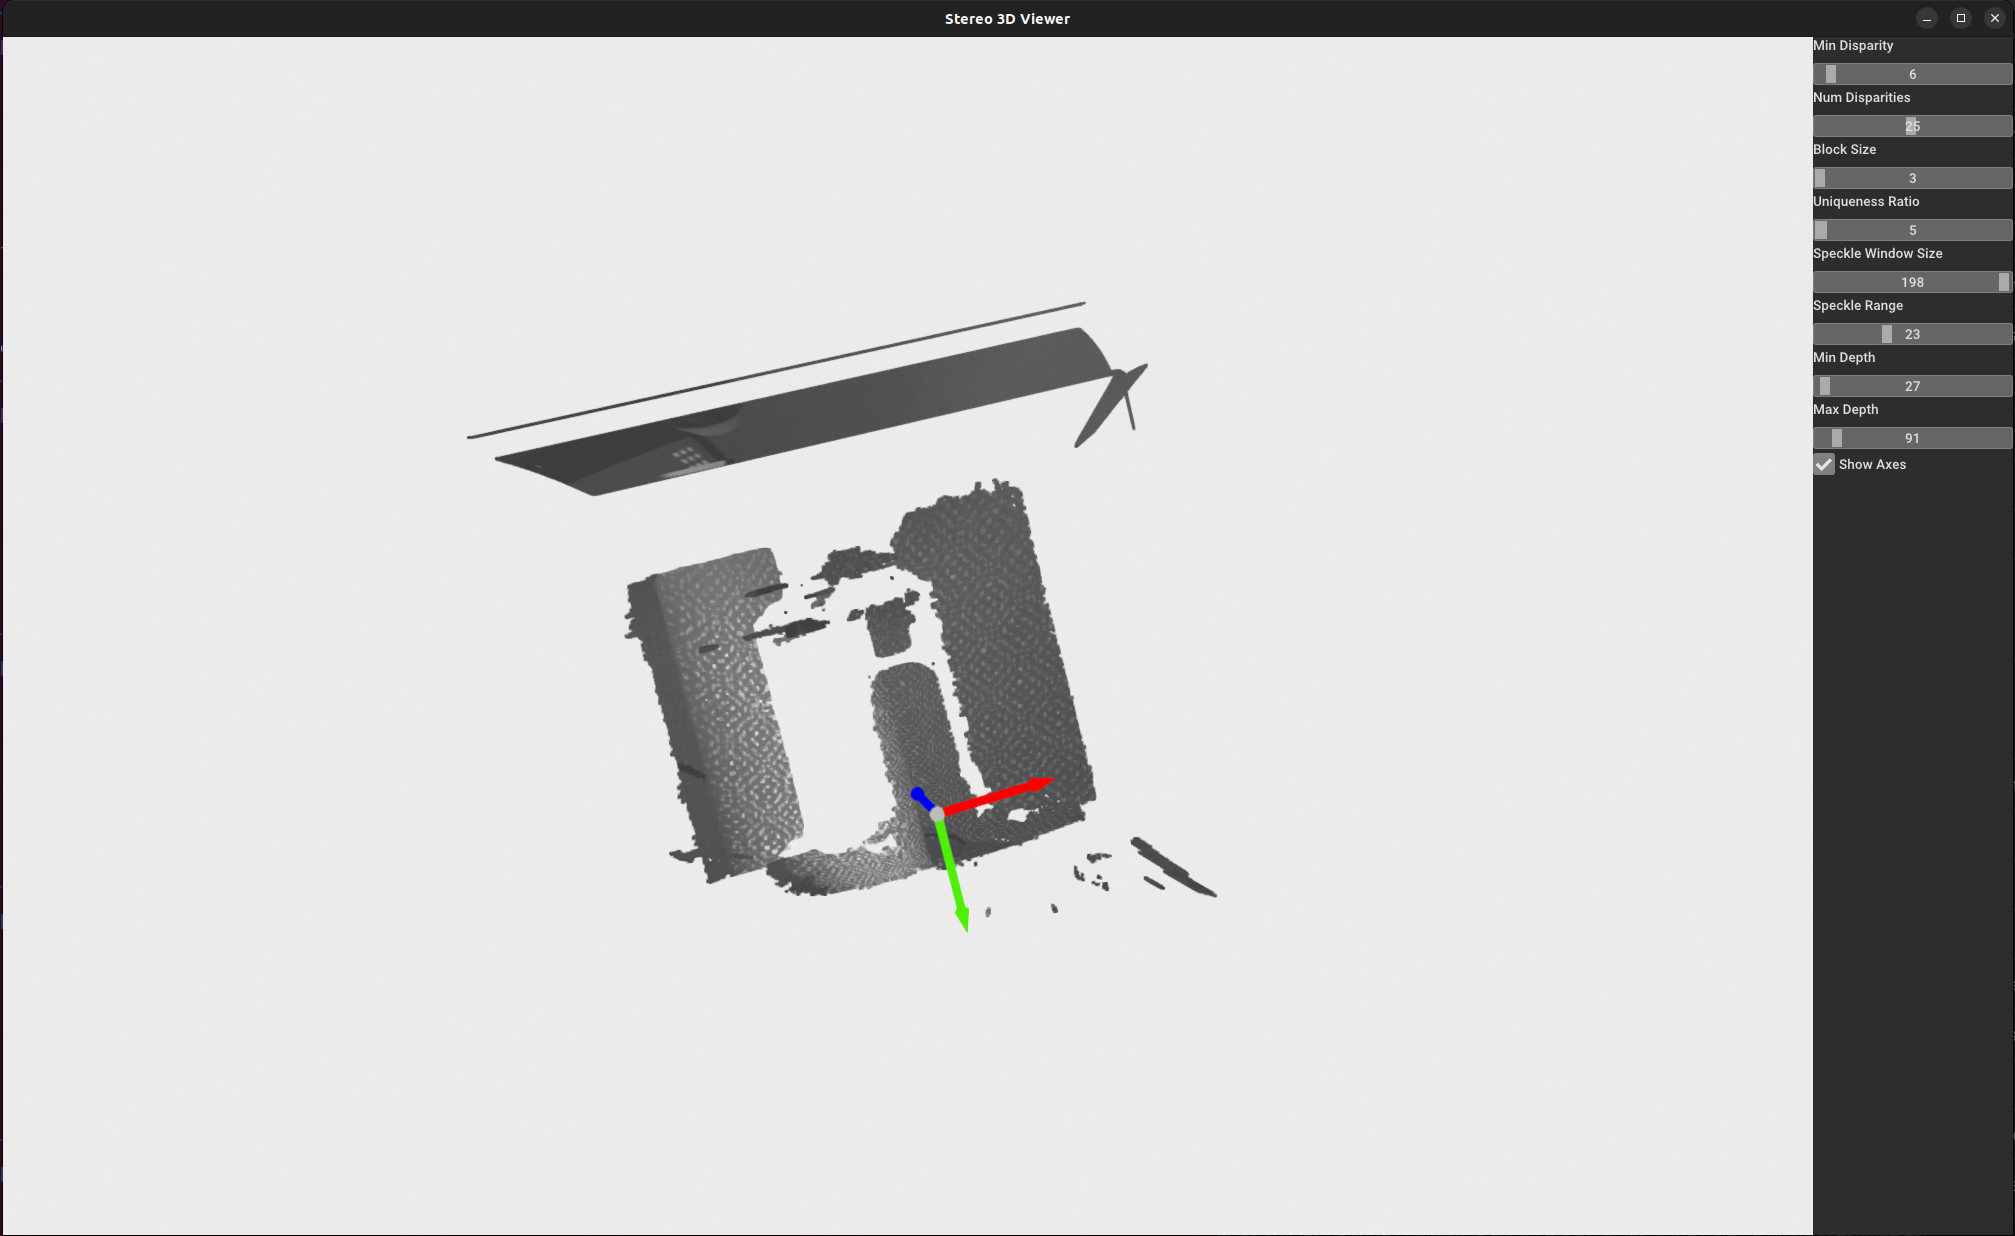 Stereo 3D Viewer
Min Disparity
6
Num Disparities
25
Block Size
3
Uniqueness Ratio
5
Speckle Window Size
198
Speckle Range
23
Min Depth
27
Max Depth
91
Show Axes